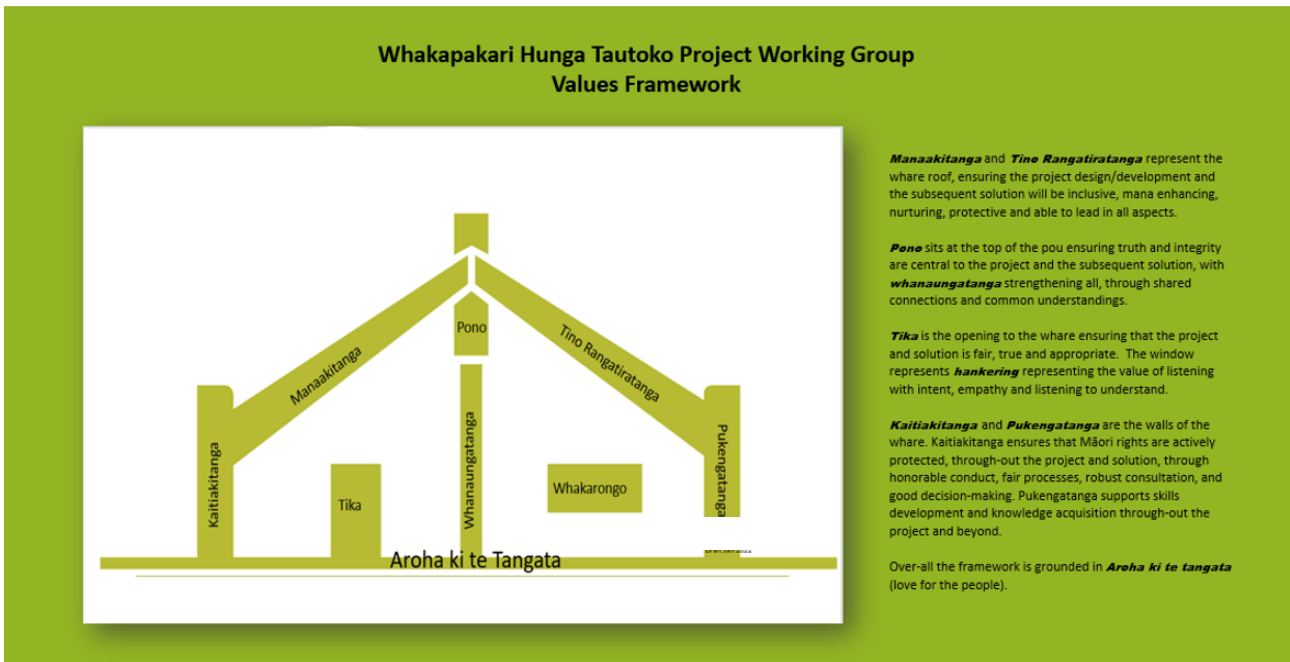 Whakapakari Hunga Tautoko Project Working Group
Values Framework
Pono
Manaakitanga
Tino Rangatiratanga
Kaitiakitanga
Tika
Whanaungatanga
Whakarongo
Pukengatanga
Aroha ki te Tangata
Manaakitanga and Tino Rangatiratanga represent the
whare roof, ensuring the project design/development and
the subsequent solution will be inclusive, mana enhancing,
nurturing, protective and able to lead in all aspects.
Pono sits at the top of the pou ensuring truth and integrity
are central to the project and the subsequent solution, with
whanaungatanga strengthening all, through shared
connections and common understandings.
Tika is the opening to the whare ensuring that the project
and solution is fair, true and appropriate. The window
represents hankering representing the value of listening
with intent, empathy and listening to understand.
Kaitiakitanga and Pukengatanga are the walls of the
whare. Kaitiakitanga ensures that Māori rights are actively
protected, through-out the project and solution, through
honorable conduct, fair processes, robust consultation, and
good decision-making. Pukengatanga supports skills
development and knowledge acquisition through-out the
project and beyond.
Over-all the framework is grounded in Aroha ki te tangata
(love for the people).